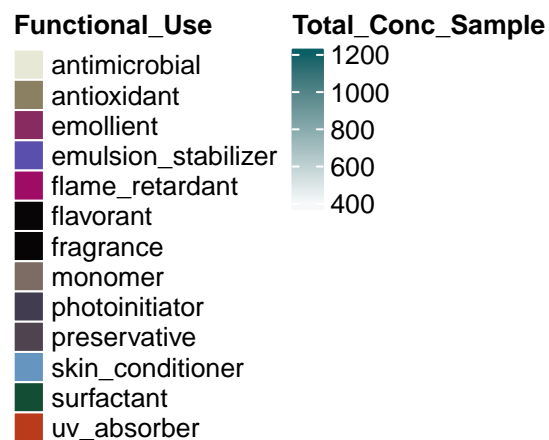 Functional_Use
antimicrobial
antioxidant
emollient
emulsion_stabilizer
flame_retardant
flavorant
fragrance
monomer
photoinitiator
preservative
skin_conditioner
surfactant
uv_absorber
Total_Conc_Sample
1200
1000
800
600
400